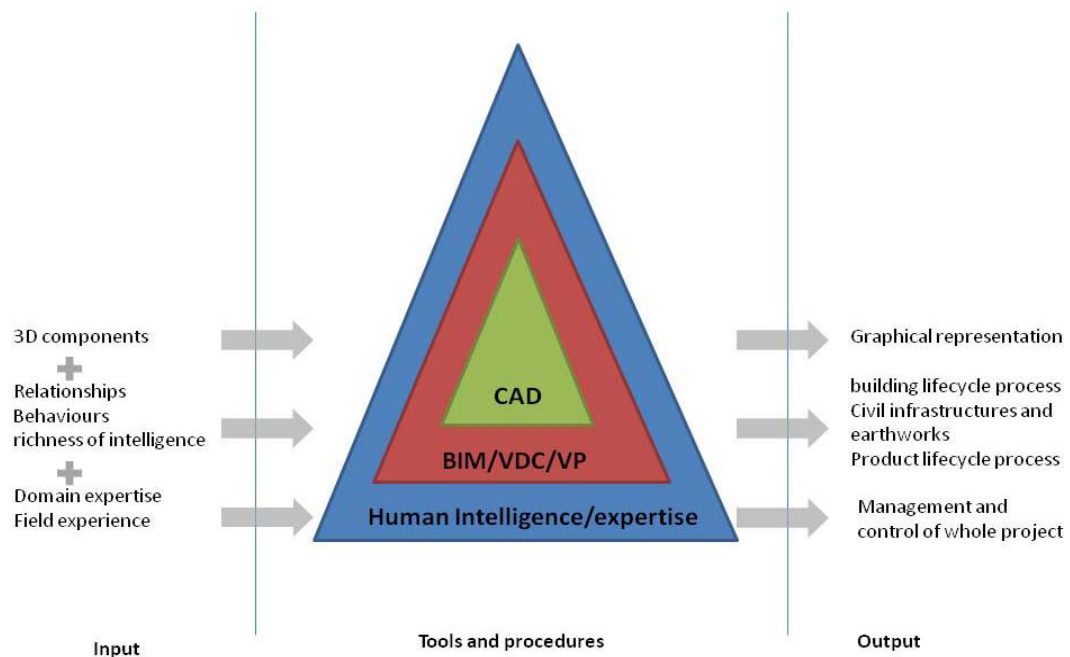 3D components
Relationships
Behaviours
richness of intelligence
Domain expertise
Field experience
Input
CAD
BIM/VDC/VP
Human Intelligence/expertise
Tools and procedures
Graphical representation
building lifecycle process
Civil infrastructures and
earthworks
Product lifecycle process
Management and
control of whole project
Output